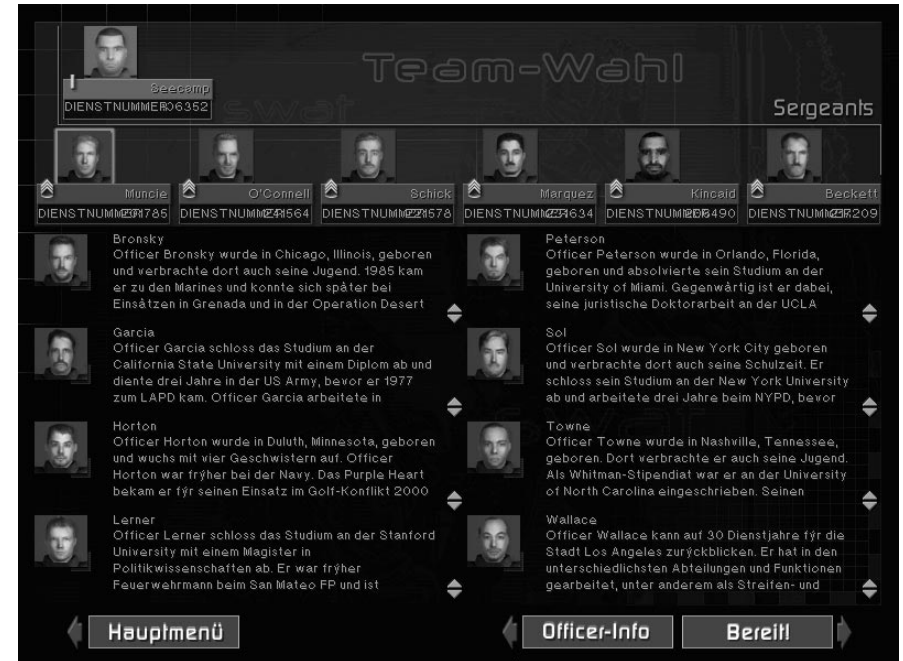 Team-Wahl
swat
Seecamp
DIENSTNUMMER 06352
Sergeants
Muncie
O'Connell
Schick
Marquez
Kincaid
Beckett
Bronsky
Officer Bronsky wurde in Chicago, Illinois, geboren
und verbrachte dort auch seine Jugend. 1985 kam
er zu den Marines und konnte sich spåter bei
Einsåtzen in Grenada und in der Operation Desert
Garcia
Officer Garcia schloss das Studium an der
California State University mit einem Diplom ab und
diente drei Jahre in der US Army, bevor er 1977
zum LAPD kam. Officer Garcia arbeitete in
Horton
Officer Horton wurde in Duluth, Minnesota, geboren
und wuchs mit vier Geschwistern auf. Officer
Horton war frýher bei der Navy. Das Purple Heart
bekam er fýr seinen Einsatz im Golf-Konflikt 2000
Lerner
Officer Lerner schloss das Studium an der Stanford
University mit einem Magister in
Politikwissenschaften ab. Er war frýher
Feuerwehrmann beim San Mateo FP und ist
Peterson
Officer Peterson wurde in Orlando, Florida,
geboren und absolvierte sein Studium an der
University of Miami. Gegenwårtig ist er dabei,
seine juristische Doktorarbeit an der UCLA
Sol
Officer Sol wurde in New York City geboren
und verbrachte dort auch seine Schulzeit. Er
schloss sein Studium an der New York University
ab und arbeitete drei Jahre beim NYPD, bevor
Towne
Officer Towne wurde in Nashville, Tennessee,
geboren. Dort verbrachte er auch seine Jugend.
Als Whitman-Stipendiat war er an der University
of North Carolina eingeschrieben. Seinen
Wallace
Officer Wallace kann auf 30 Dienstjahre fýr die
Stadt Los Angeles zurýckblicken. Er hat in den
unterschiedlichsten Abteilungen und Funktionen
gearbeitet, unter anderem als Streifen- und
Hauptmenü
Officer-Info
Bereit!